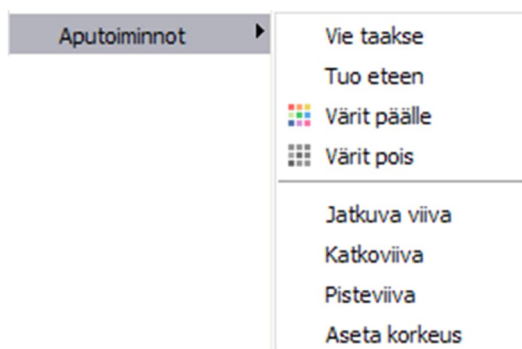 Aputoiminnot
Vie taakse
Tuo eteen
Värit päälle
Värit pois
Jatkuva viiva
Katkoviiva
Pisteviiva
Aseta korkeus